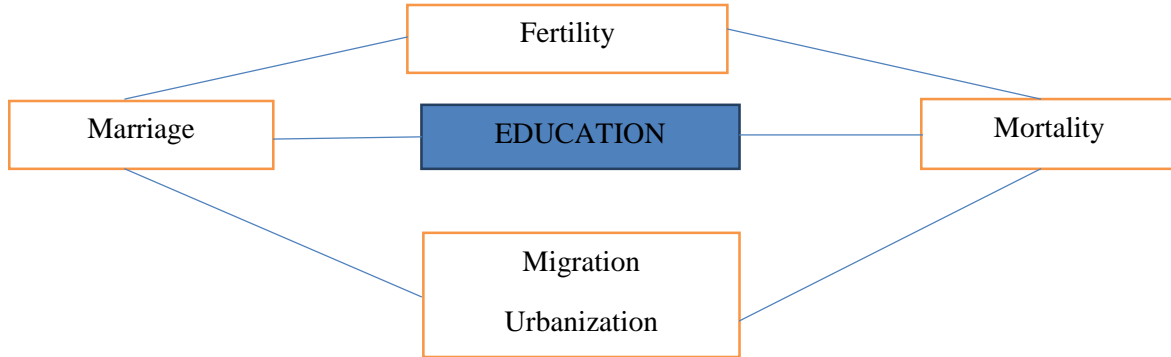 Fertility
Marriage
EDUCATION
Mortality
Migration
Urbanization